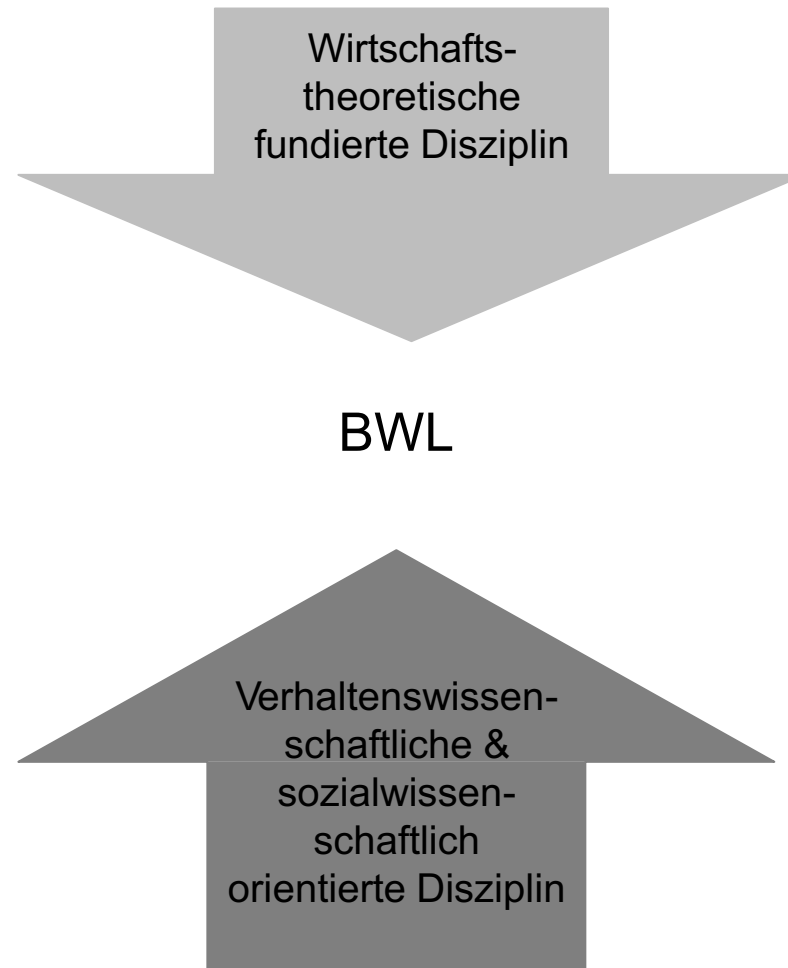 Wirtschafts-
theoretische
fundierte Disziplin
BWL
Verhaltenswissen-
schaftliche &
sozialwissen-
schaftlich
orientierte Disziplin